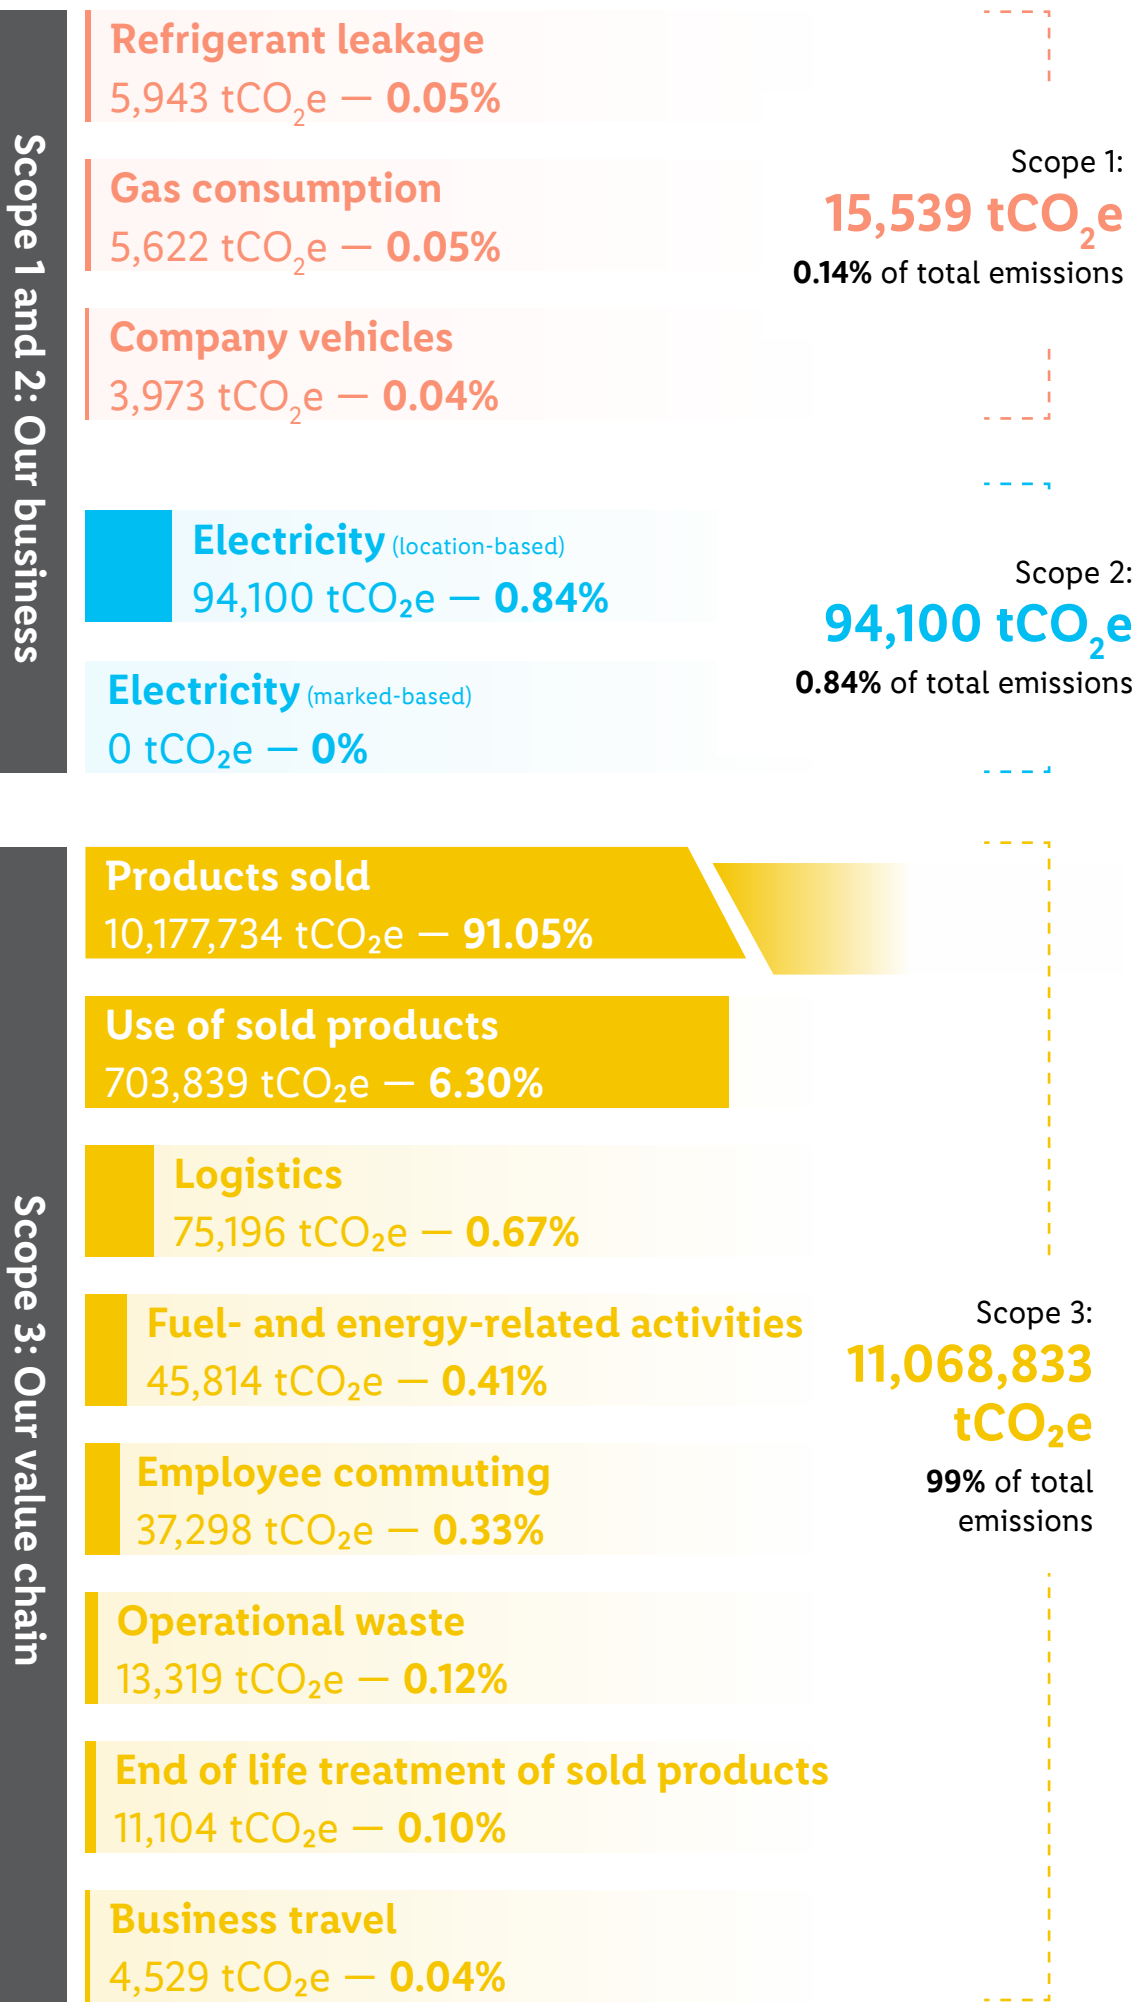 Scope 1 and 2: Our business
Refrigerant leakage
5,943 tCO₂e — 0.05%
Gas consumption
5,622 tCO₂e — 0.05%
Company vehicles
3,973 tCO₂e — 0.04%
Scope 1:
15,539 tCO₂e
0.14% of total emissions
Electricity (location-based)
94,100 tCO₂e — 0.84%
Electricity (marked-based)
0 tCO₂e — 0%
Scope 2:
94,100 tCO₂e
0.84% of total emissions
Scope 3: Our value chain
Products sold
10,177,734 tCO₂e — 91.05%
Use of sold products
703,839 tCO₂e — 6.30%
Logistics
75,196 tCO₂e — 0.67%
Fuel- and energy-related activities
45,814 tCO₂e — 0.41%
Employee commuting
37,298 tCO₂e — 0.33%
Operational waste
13,319 tCO₂e — 0.12%
End of life treatment of sold products
11,104 tCO₂e — 0.10%
Business travel
4,529 tCO₂e — 0.04%
Scope 3:
11,068,833
tCO₂e
99% of total
emissions